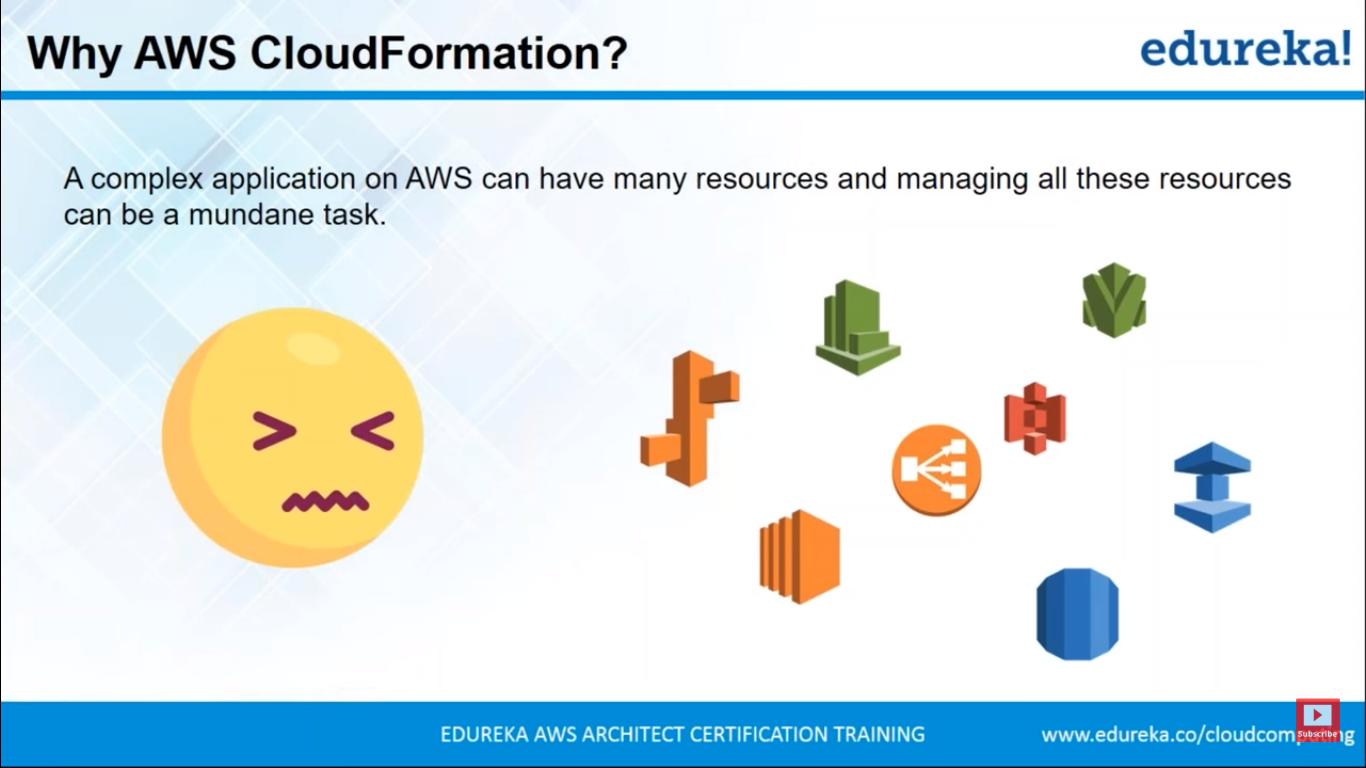 Why AWS CloudFormation?
edureka!
A complex application on AWS can have many resources and managing all these resources
can be a mundane task.
EDUREKA AWS ARCHITECT CERTIFICATION TRAINING
www.edureka.co/cloudcomputing
Subscribe